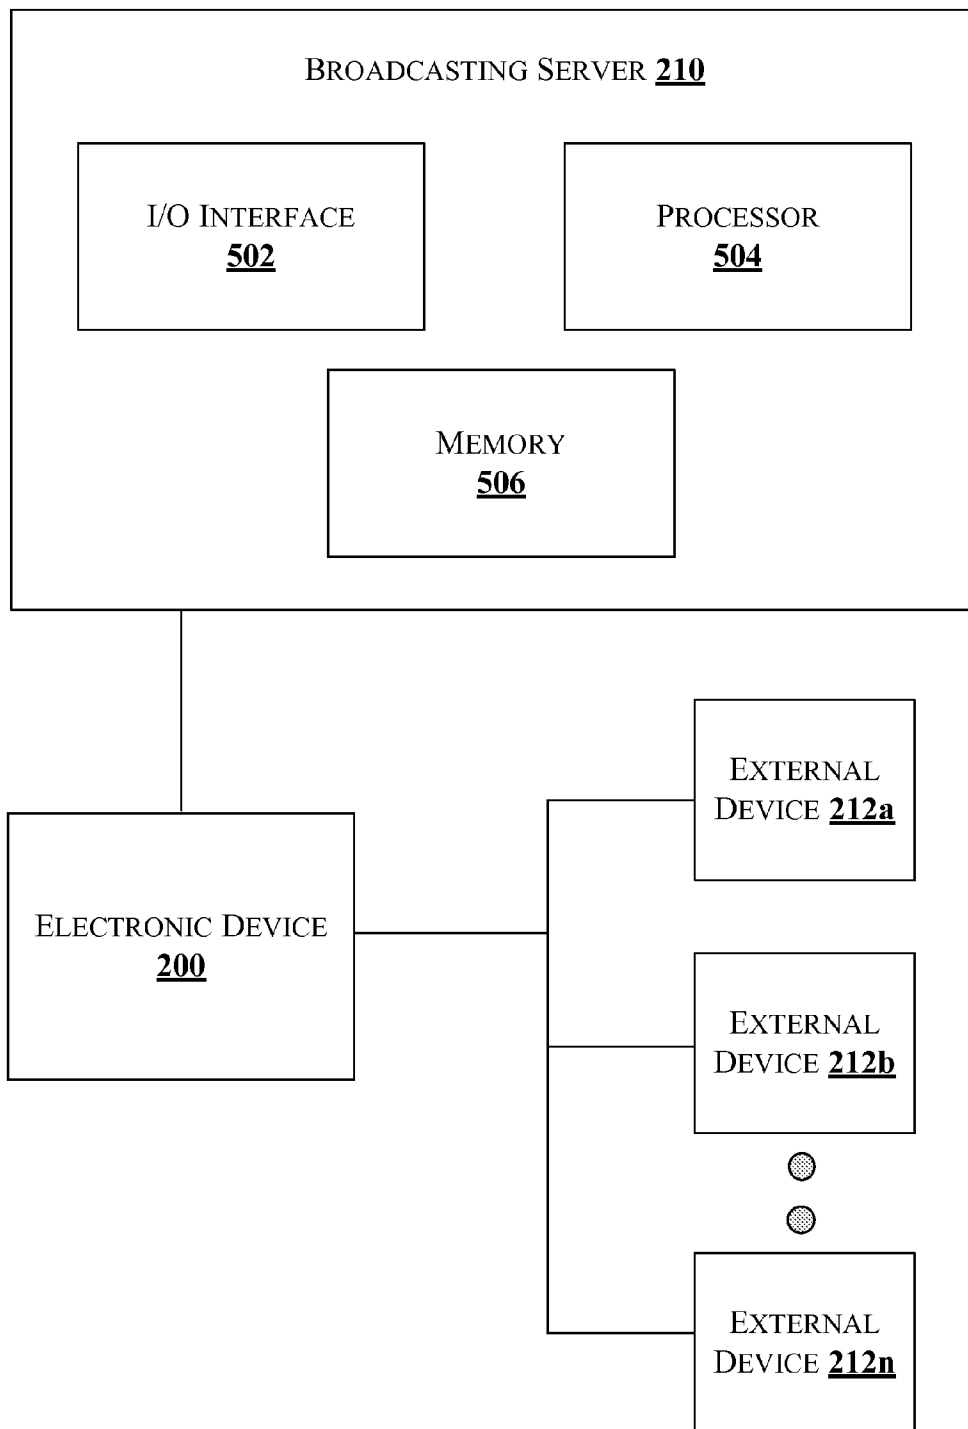 BROADCASTING SERVER 210
I/O INTERFACE
502
PROCESSOR
504
MEMORY
506
EXTERNAL
DEVICE 212a
ELECTRONIC DEVICE
200
EXTERNAL
DEVICE 212b
EXTERNAL
DEVICE 212n